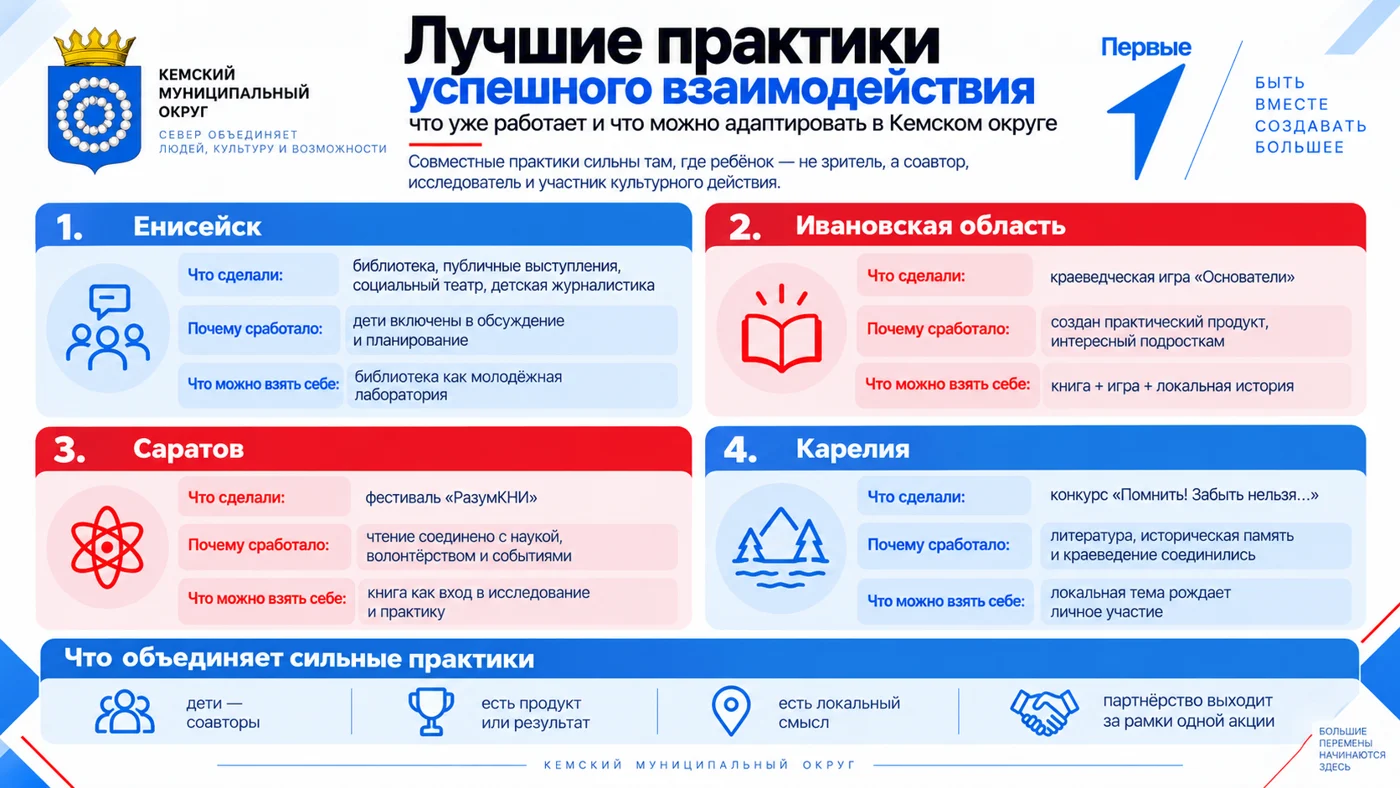 КЕМСКИЙ
МУНИЦИПАЛЬНЫЙ
ОКРУГ
СЕВЕР ОБЪЕДИНЯЕТ
ЛЮДЕЙ, КУЛЬТУРУ И ВОЗМОЖНОСТИ
Лучшие практики
успешного взаимодействия
что уже работает и что можно адаптировать в Кемском округе
Совместные практики сильны там, где ребёнок — не зритель, а соавтор,
исследователь и участник культурного действия.
Первые
БЫТЬ
ВМЕСТЕ
СОЗДАВАТЬ
БОЛЬШЕЕ
1. Енисейск
Что сделали:
библиотека, публичные выступления,
социальный театр, детская журналистика
Почему сработало:
дети включены в обсуждение
и планирование
Что можно взять себе:
библиотека как молодёжная
лаборатория
2. Ивановская область
Что сделали:
краеведческая игра «Основатели»
Почему сработало:
создан практический продукт,
интересный подросткам
Что можно взять себе:
книга + игра + локальная история
3. Саратов
Что сделали:
фестиваль «РазумКНИ»
Почему сработало:
чтение соединено с наукой,
волонтёрством и событиями
Что можно взять себе:
книга как вход в исследование
и практику
4. Карелия
Что сделали:
конкурс «Помнить! Забыть нельзя...»
Почему сработало:
литература, историческая память
и краеведение соединились
Что можно взять себе:
локальная тема рождает
личное участие
Что объединяет сильные практики
дети —
соавторы
есть продукт
или результат
есть локальный
смысл
партнёрство выходит
за рамки одной акции
КЕМСКИЙ МУНИЦИПАЛЬНЫЙ ОКРУГ
БОЛЬШИЕ
ПЕРЕМЕНЫ
НАЧИНАЮТСЯ
ЗДЕСЬ